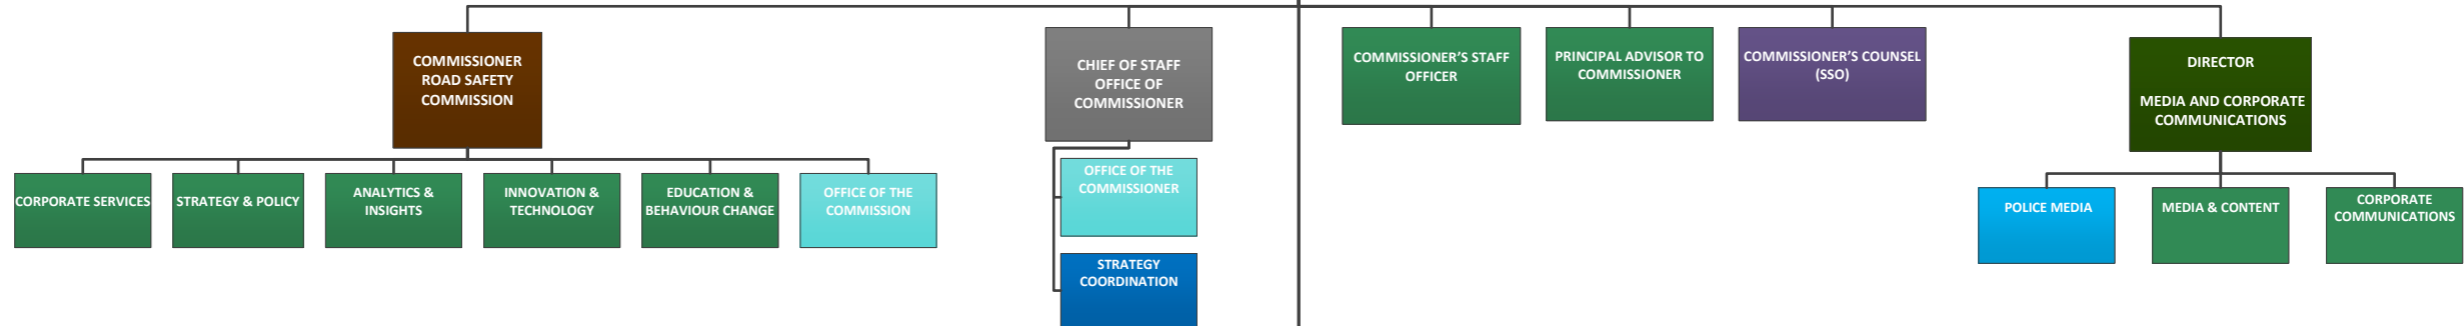 COMMISSIONER
ROAD SAFETY
COMMISSION
CHIEF OF STAFF
OFFICE OF
COMMISSIONER
COMMISSIONER’S STAFF
OFFICER
PRINCIPAL ADVISOR TO
COMMISSIONER
COMMISSIONER’S COUNSEL
(SSO)
DIRECTOR
MEDIA AND CORPORATE
COMMUNICATIONS
CORPORATE SERVICES
STRATEGY & POLICY
ANALYTICS &
INSIGHTS
INNOVATION &
TECHNOLOGY
EDUCATION &
BEHAVIOUR CHANGE
OFFICE OF THE
COMMISSION
OFFICE OF THE
COMMISSIONER
STRATEGY
COORDINATION
POLICE MEDIA
MEDIA & CONTENT
CORPORATE
COMMUNICATIONS